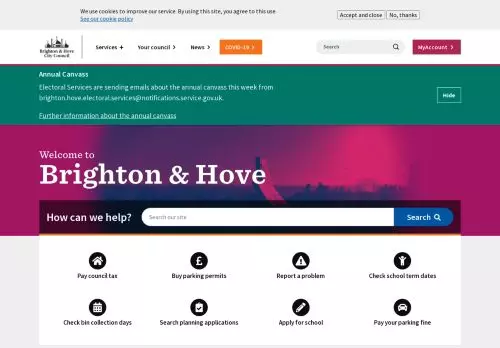 We use cookies to improve our service. By using this site, you agree to this use.
See our cookie policy
Accept and close
No, thanks
Brighton & Hove
City Council
Services +
Your council
News
COVID-19
Search
MyAccount
Annual Canvass
Electoral Services are sending emails about the annual canvass this week from
brighton.hove.electoral.services@notifications.service.gov.uk.
Further information about the annual canvass
Hide
Welcome to
Brighton & Hove
How can we help?
Search our site
Search
Pay council tax
Buy parking permits
Report a problem
Check school term dates
Check bin collection days
Search planning applications
Apply for school
Pay your parking fine